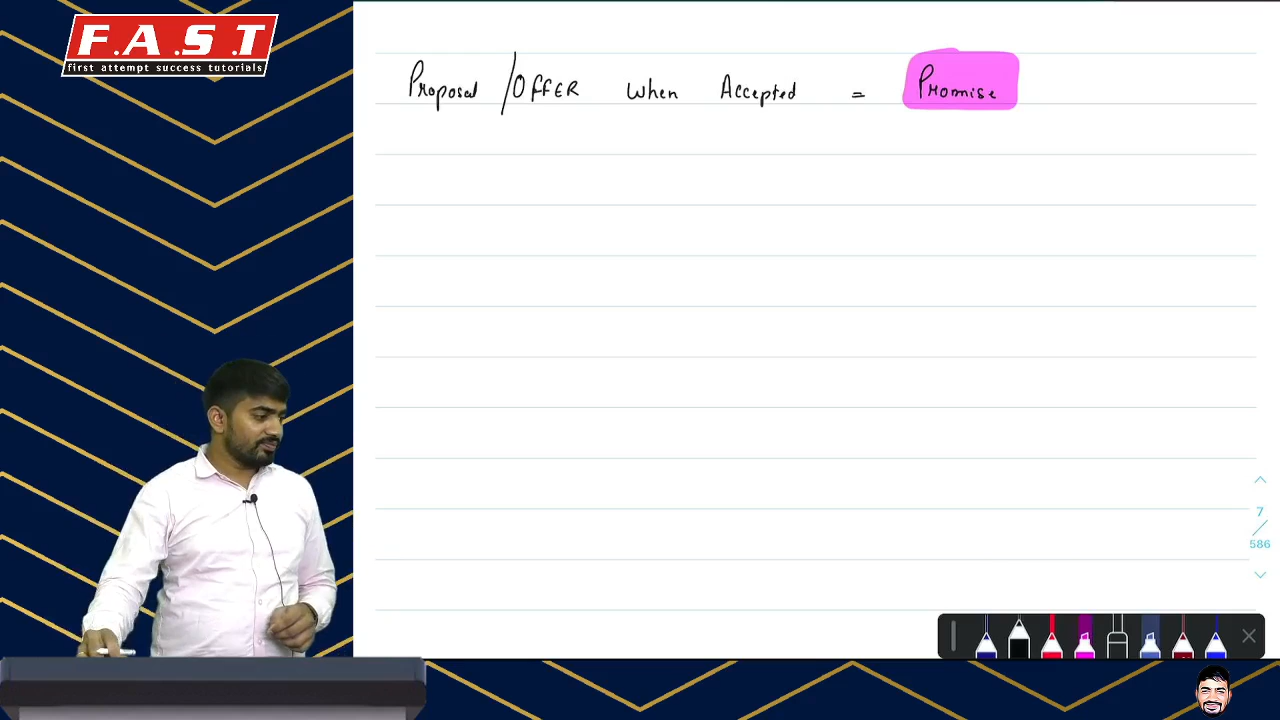 F.A.S.T
first attempt success tutorials
Proposal / OFFER when Accepted = Promise
7
586